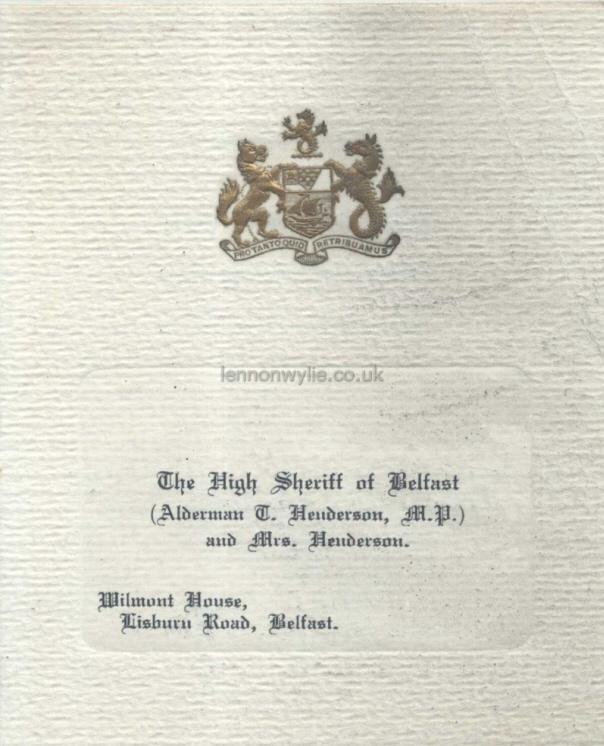 PRO TANTO QUID RETRIBUAMUS
lennonwylie.co.uk
The High Sheriff of Belfast
(Alderman T. Henderson, M.P.)
and Mrs. Henderson.
Wilmont House,
Lisburn Road, Belfast.